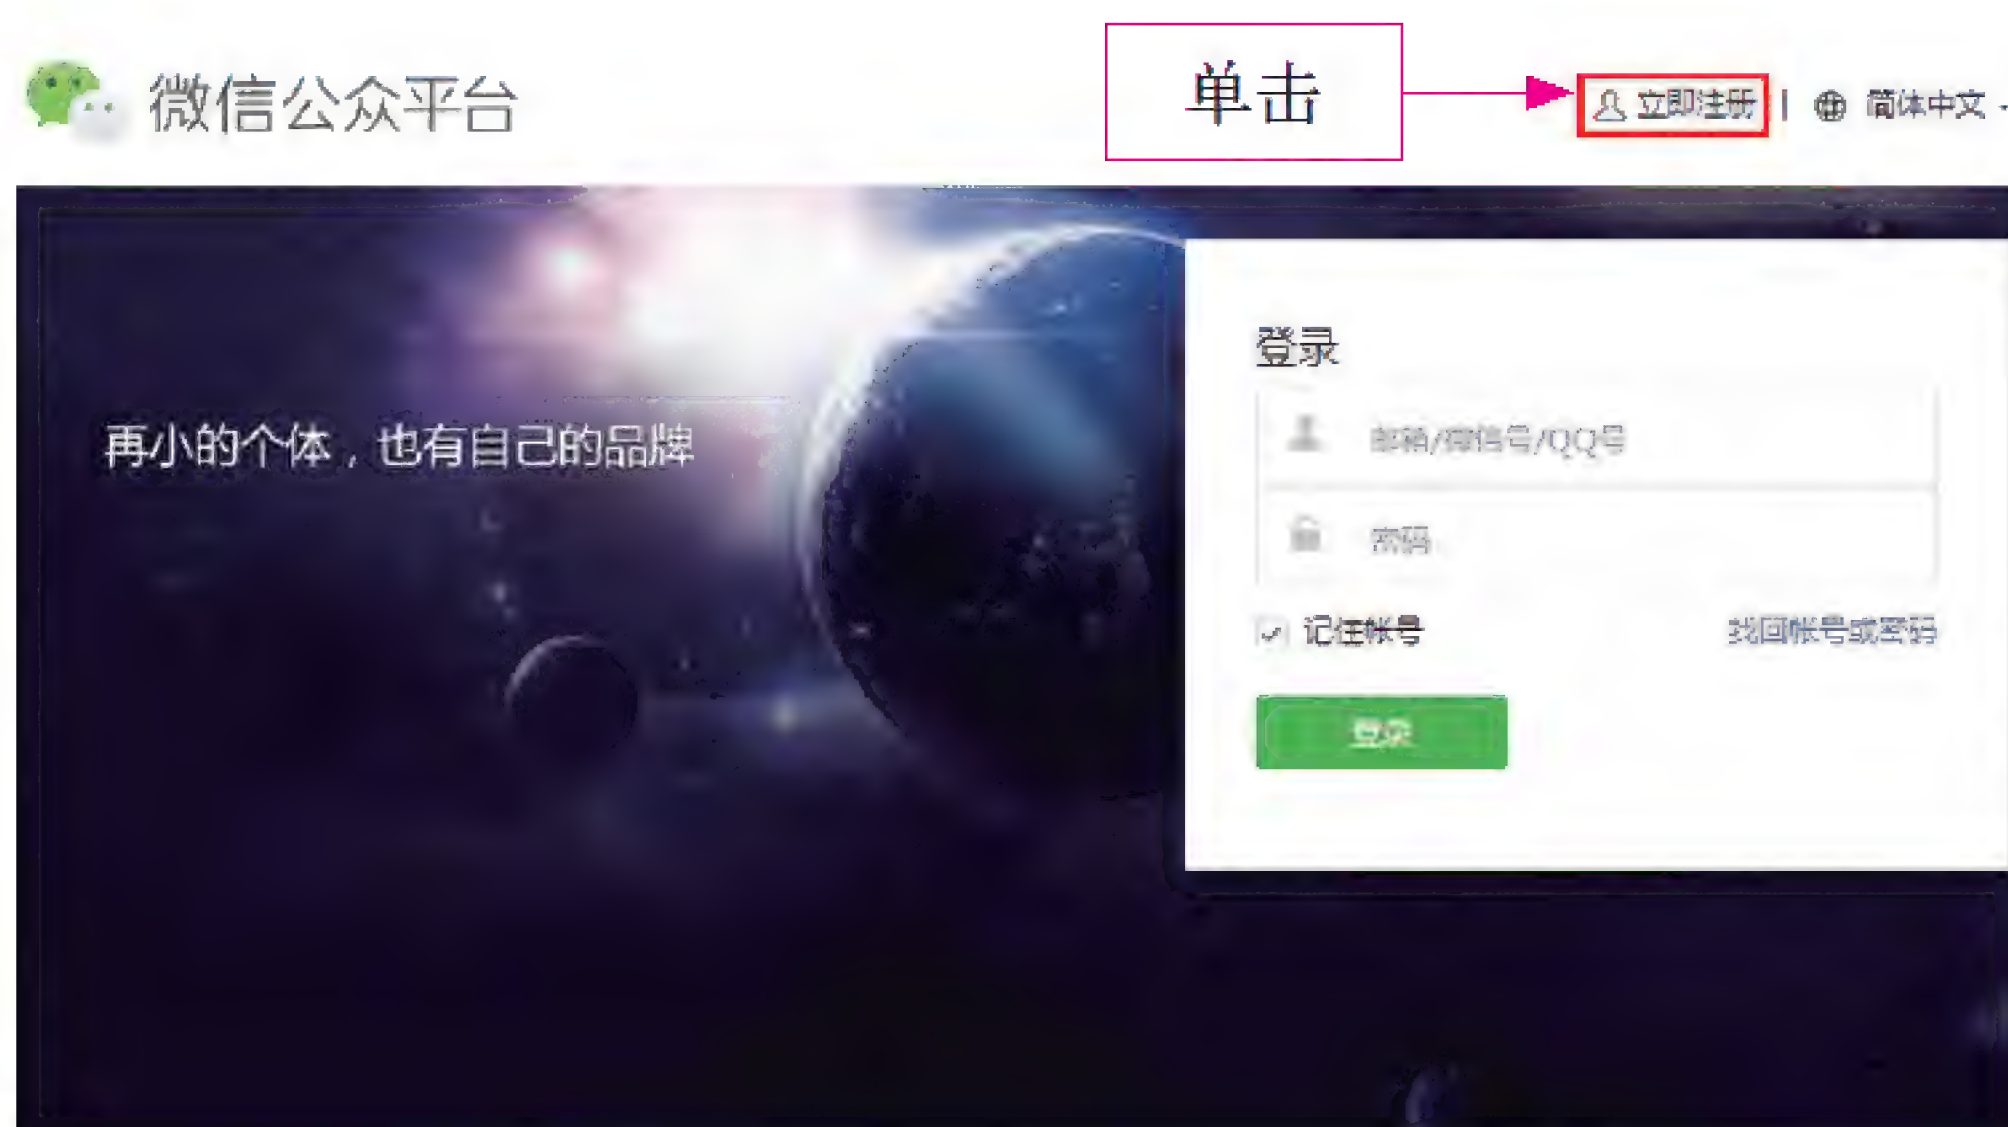 微信公众平台
单击
立即注册 | 简体中文
登录
再小的个体，也有自己的品牌
邮箱/微信号/QQ号
密码
记住帐号 找回帐号或密码
登录